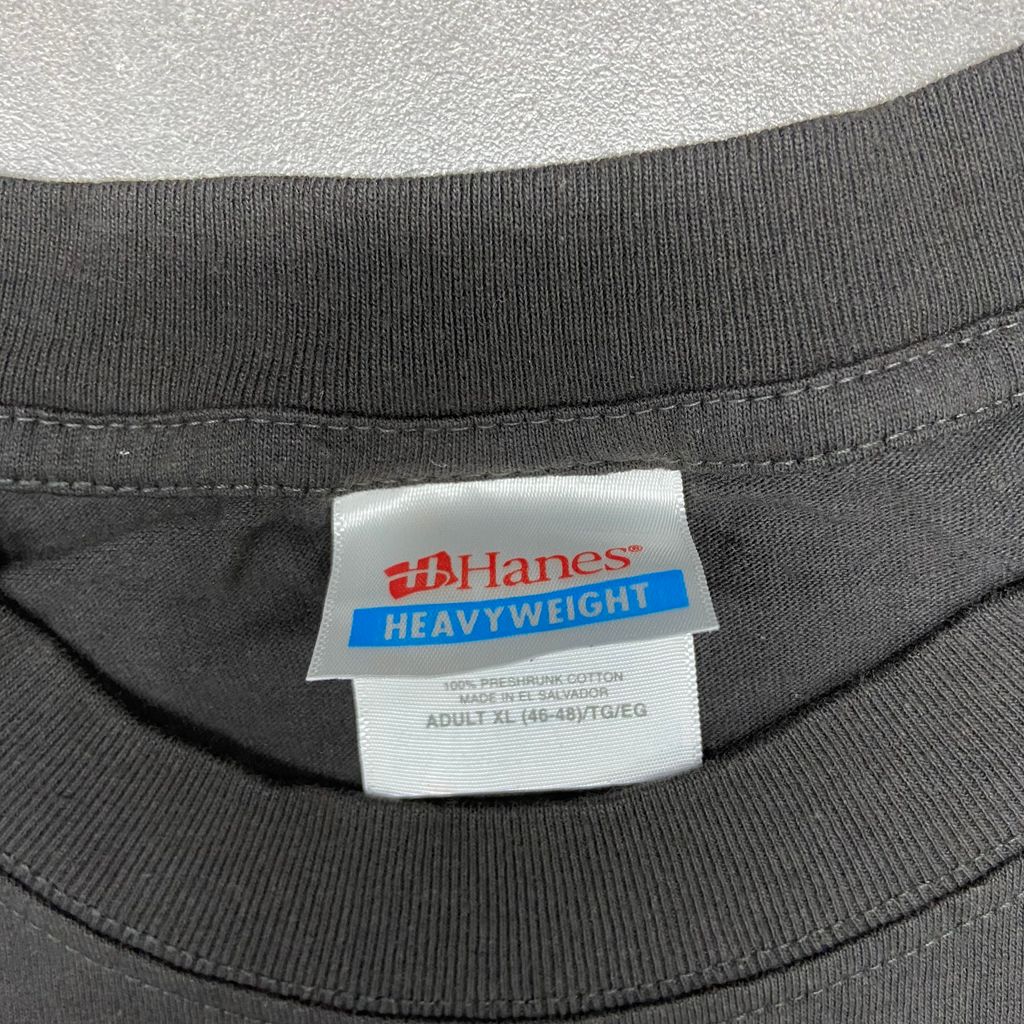 Hanes®
HEAVYWEIGHT
100% PRESHRUNK COTTON
MADE IN EL SALVADOR
ADULT XL (46-48)/TG/EG